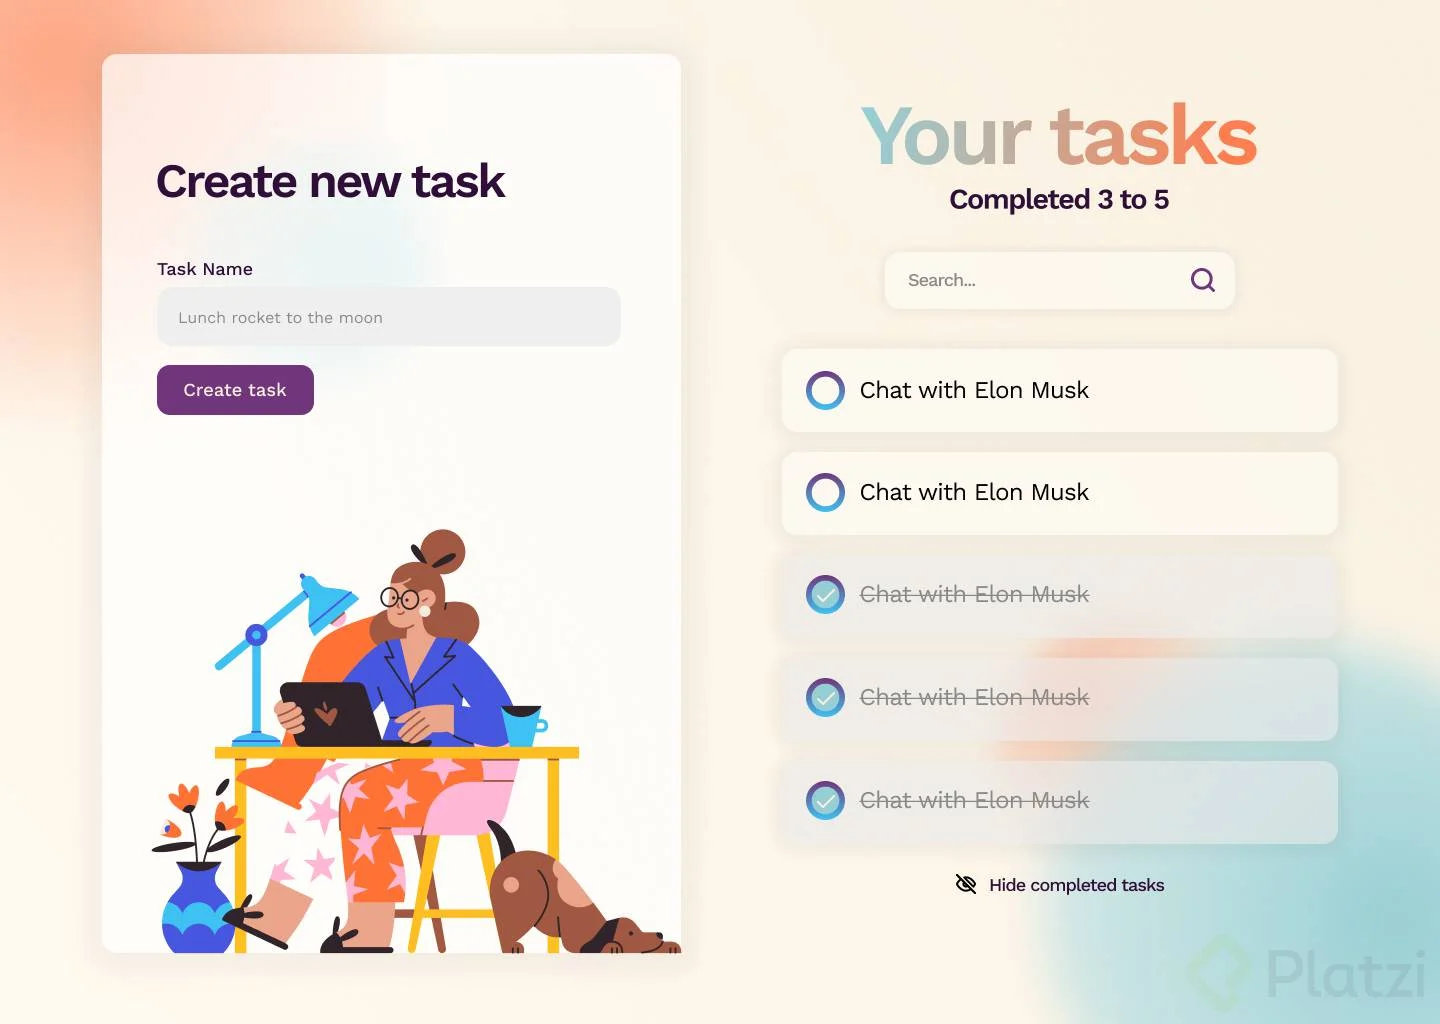 Create new task
Task Name
Lunch rocket to the moon
Create task
Your tasks
Completed 3 to 5
Search...
Chat with Elon Musk
Chat with Elon Musk
Chat with Elon Musk
Chat with Elon Musk
Chat with Elon Musk
Hide completed tasks
Platzi